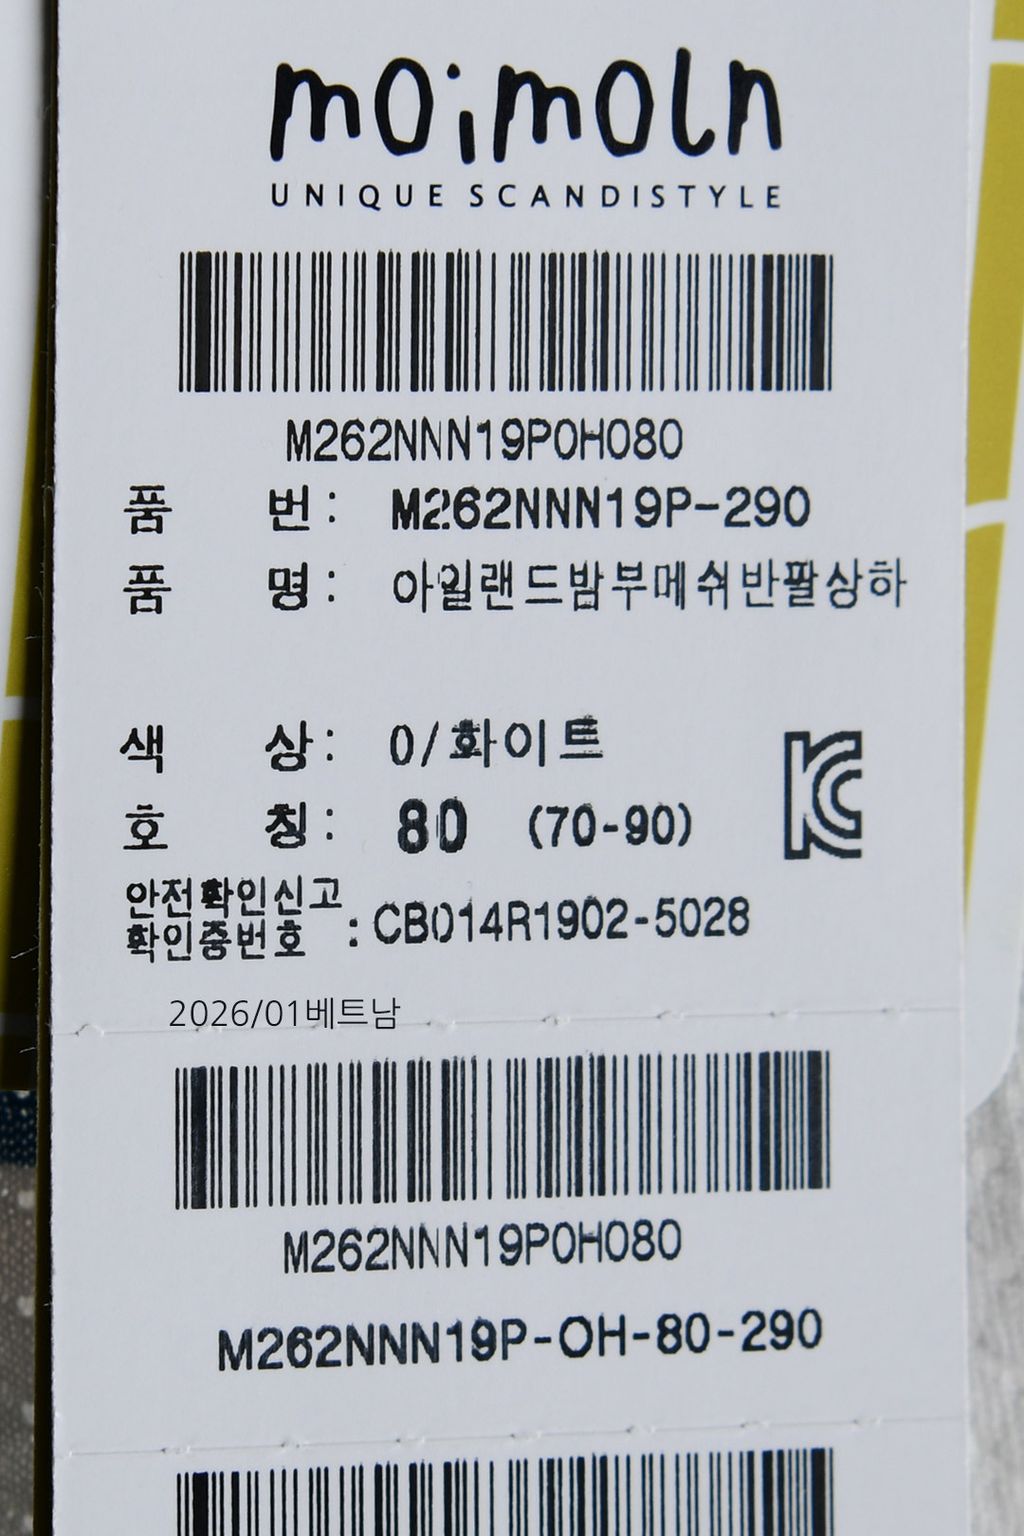 moimoln
UNIQUE SCANDISTYLE
M262NNN19P0H080
품 번 : M262NNN19P-290
품 명 : 아일랜드밤부메쉬반팔상하
색 상 : 0/화이트
호 칭 : 80 (70-90)
안전확인신고
확인증번호 : CB014R1902-5028
2026/01베트남
M262NNN19P0H080
M262NNN19P-OH-80-290